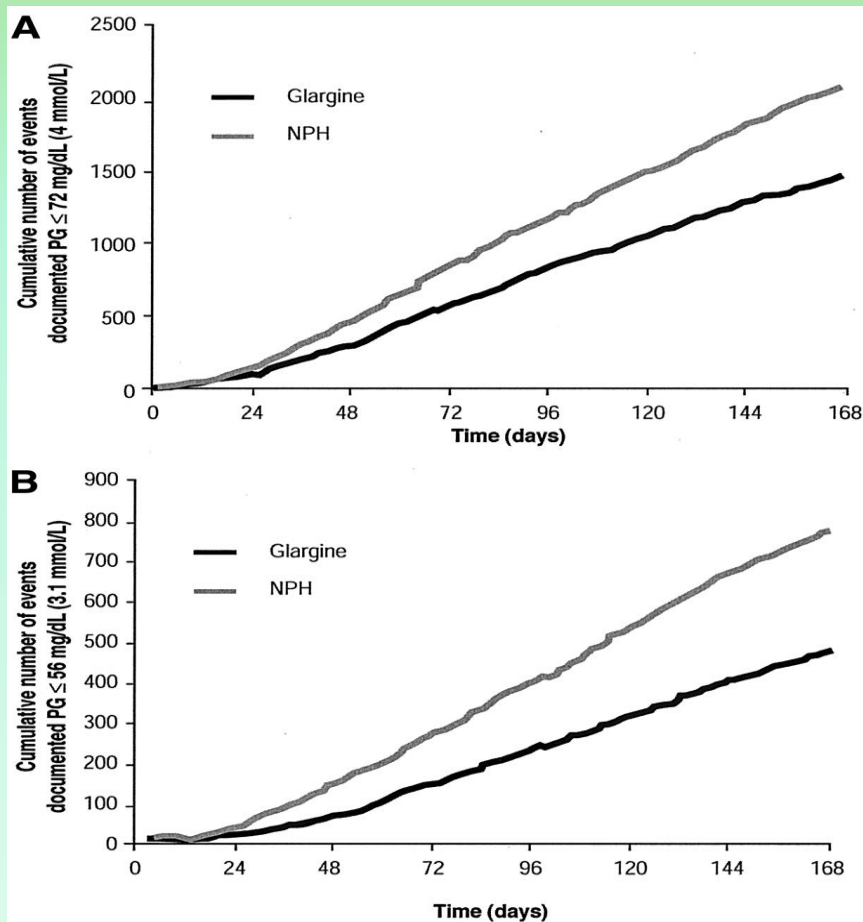 A
Cumulative number of events
documented PG ≤ 72 mg/dL (4 mmol/L)
2500
2000
1500
1000
500
0
Glargine
NPH
0 24 48 72 96 120 144 168
Time (days)
B
Cumulative number of events
documented PG ≤ 56 mg/dL (3.1 mmol/L)
900
800
700
600
500
400
300
200
100
0
Glargine
NPH
0 24 48 72 96 120 144 168
Time (days)